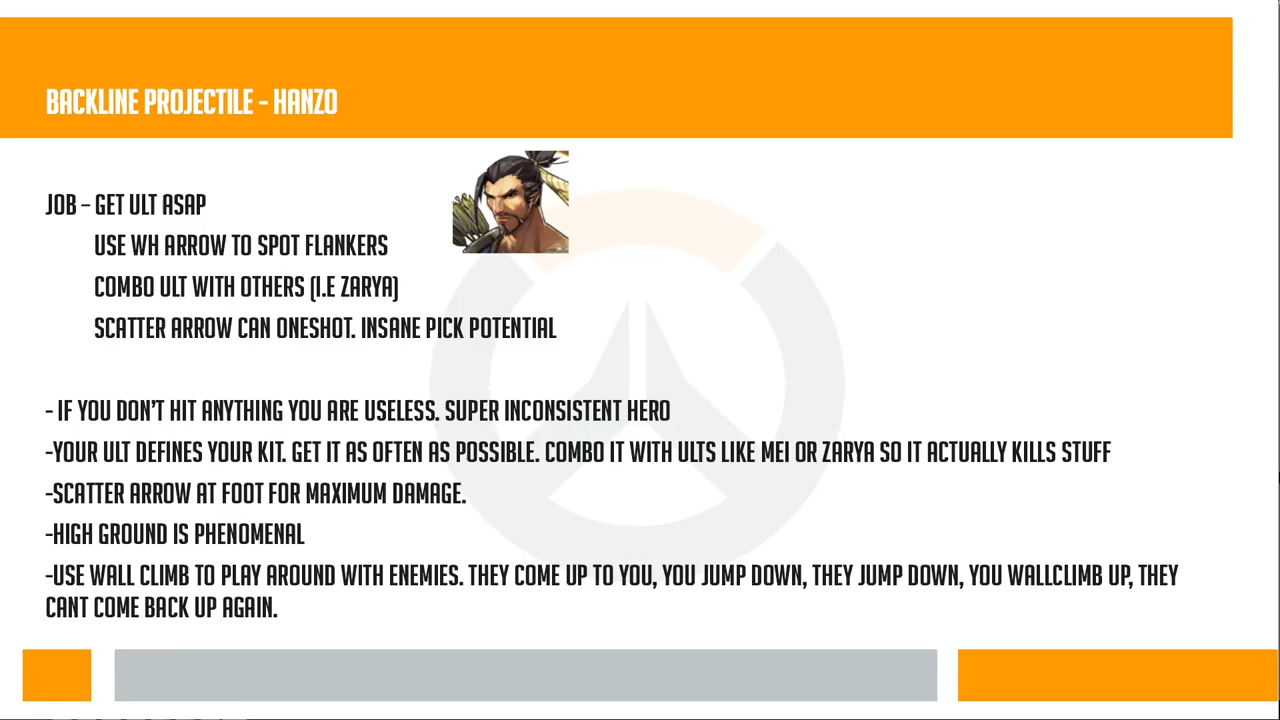 BACKLINE PROJECTILE - HANZO
JOB – GET ULT ASAP
USE WH ARROW TO SPOT FLANKERS
COMBO ULT WITH OTHERS (I.E ZARYA)
SCATTER ARROW CAN ONESHOT. INSANE PICK POTENTIAL
- IF YOU DON'T HIT ANYTHING YOU ARE USELESS. SUPER INCONSISTENT HERO
-YOUR ULT DEFINES YOUR KIT. GET IT AS OFTEN AS POSSIBLE. COMBO IT WITH ULTS LIKE MEI OR ZARYA SO IT ACTUALLY KILLS STUFF
-SCATTER ARROW AT FOOT FOR MAXIMUM DAMAGE.
-HIGH GROUND IS PHENOMENAL
-USE WALL CLIMB TO PLAY AROUND WITH ENEMIES. THEY COME UP TO YOU, YOU JUMP DOWN, THEY JUMP DOWN, YOU WALLCLIMB UP, THEY
CANT COME BACK UP AGAIN.